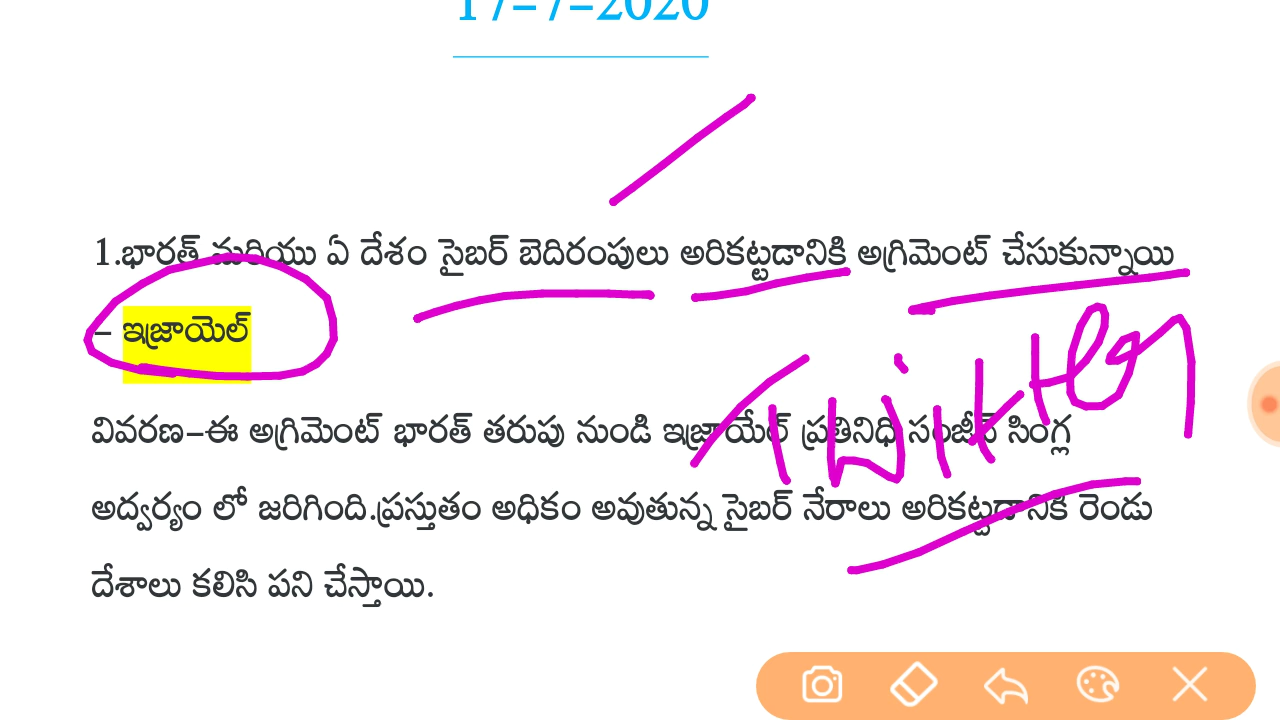 17-7-2020
1.భారత్ మరియు ఏ దేశం సైబర్ బెదిరంపులు అరికట్టడానికి అగ్రిమెంట్ చేసుకున్నాయి
- ఇజ్రాయెల్
Twitter
వివరణ-ఈ అగ్రిమెంట్ భారత్ తరుపు నుండి ఇజ్రాయేల్ ప్రతినిధి సంజీవ్ సింగ్ల
అద్వర్యం లో జరిగింది.ప్రస్తుతం అధికం అవుతున్న సైబర్ నేరాలు అరికట్టడానికి రెండు
దేశాలు కలిసి పని చేస్తాయి.